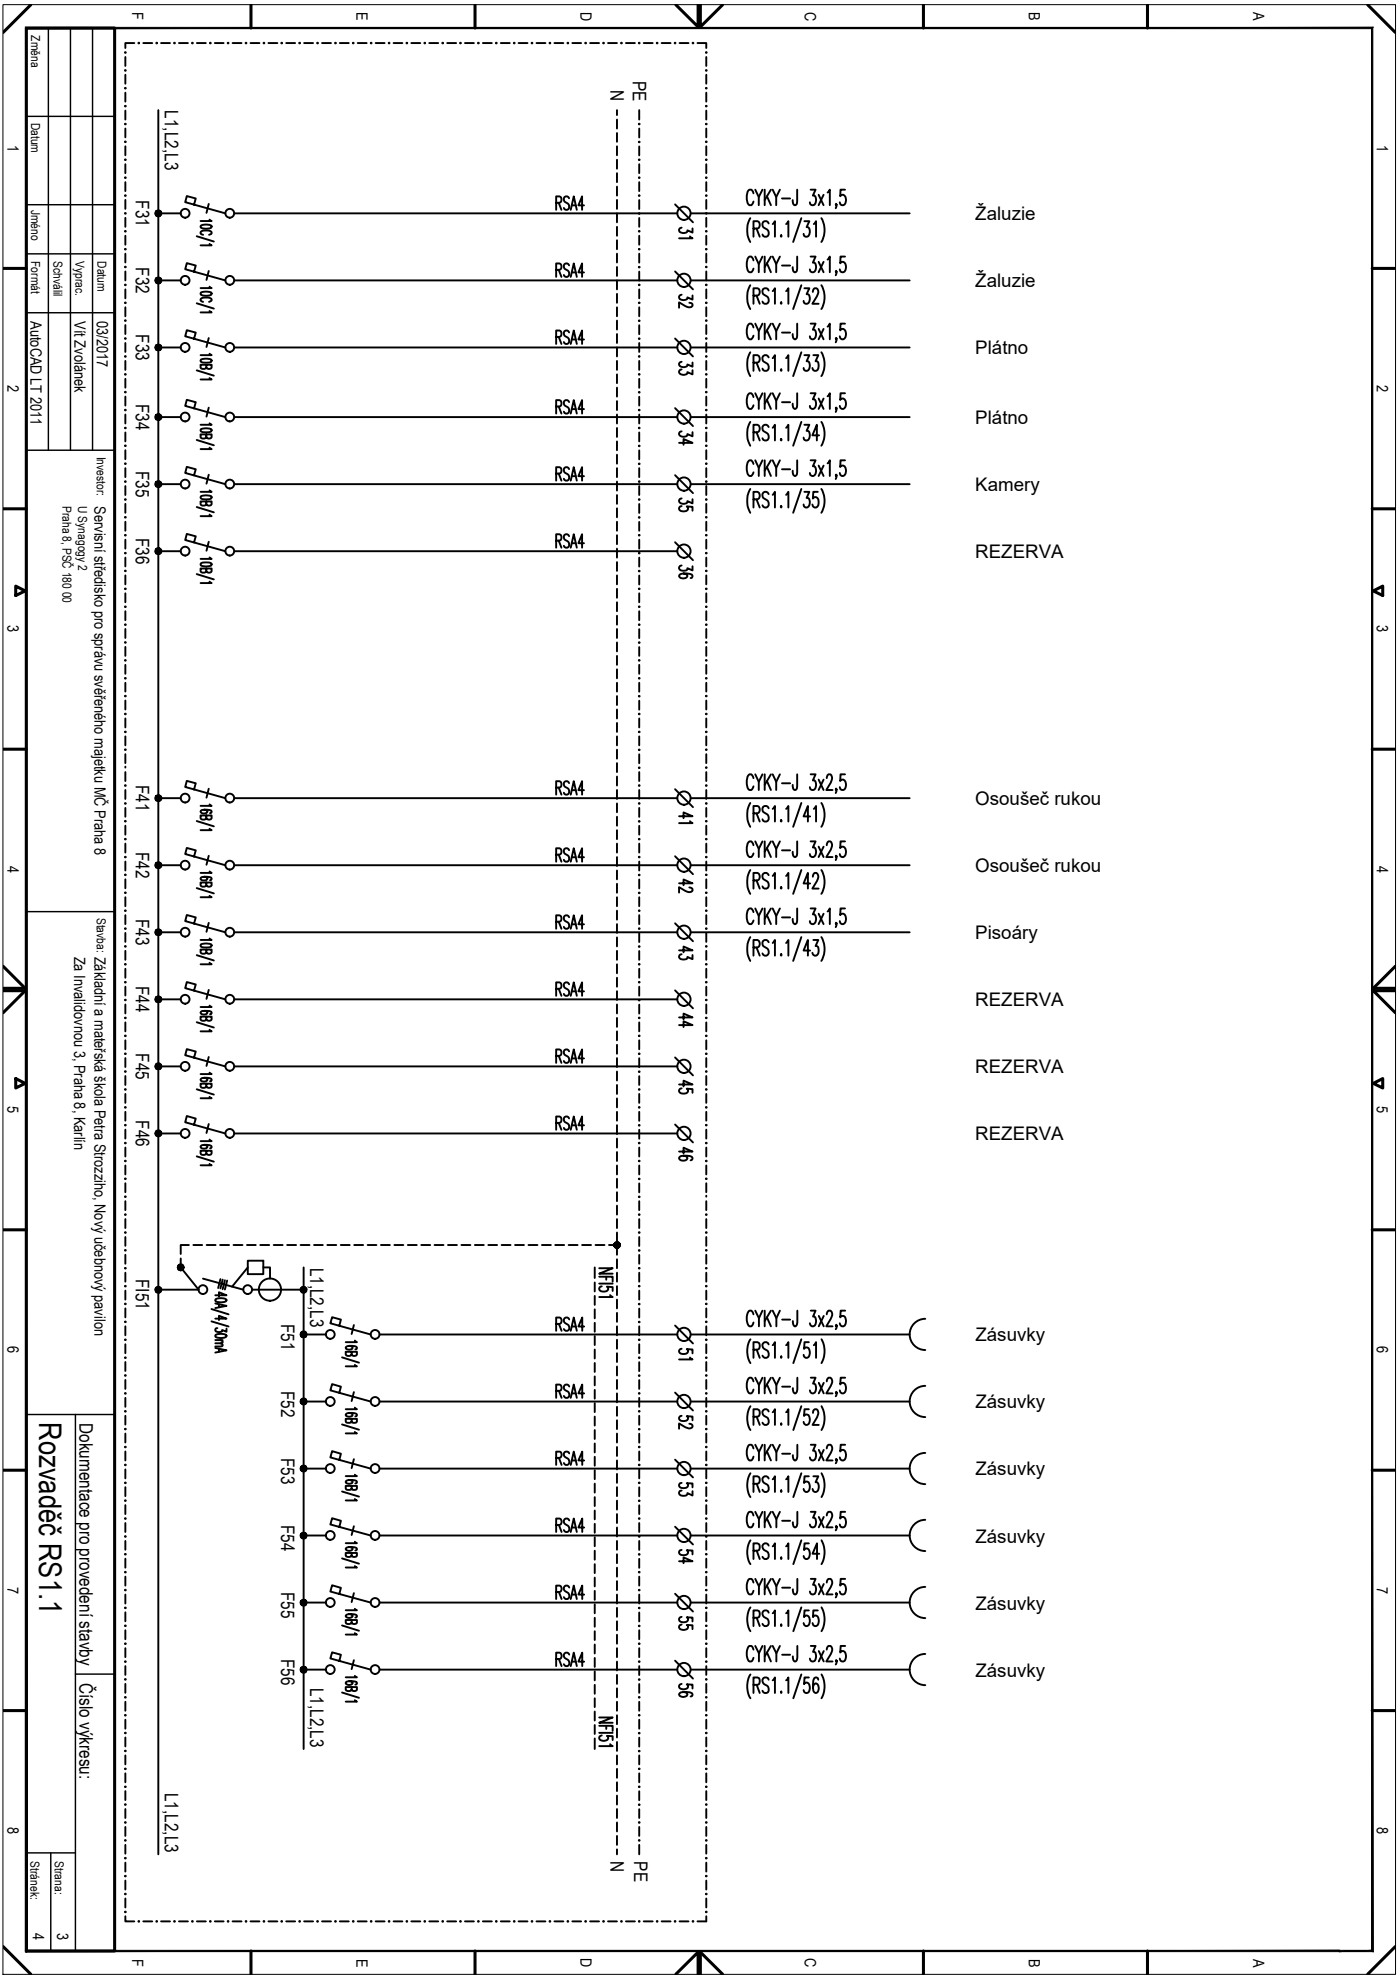 F E D C B A
1 2 3 4 5 6 7 8
PE
N
L1,L2,L3
F31 10C/1 RSA4 31 CYKY-J 3x1,5 (RS1.1/31) Žaluzie
F32 10C/1 RSA4 32 CYKY-J 3x1,5 (RS1.1/32) Žaluzie
F33 10B/1 RSA4 33 CYKY-J 3x1,5 (RS1.1/33) Plátno
F34 10B/1 RSA4 34 CYKY-J 3x1,5 (RS1.1/34) Plátno
F35 10B/1 RSA4 35 CYKY-J 3x1,5 (RS1.1/35) Kamery
F36 10B/1 RSA4 36 REZERVA
F41 16B/1 RSA4 41 CYKY-J 3x2,5 (RS1.1/41) Osoušeč rukou
F42 16B/1 RSA4 42 CYKY-J 3x2,5 (RS1.1/42) Osoušeč rukou
F43 10B/1 RSA4 43 CYKY-J 3x1,5 (RS1.1/43) Pisoáry
F44 16B/1 RSA4 44 REZERVA
F45 16B/1 RSA4 45 REZERVA
F46 16B/1 RSA4 46 REZERVA
FI51 40A/4/30mA L1,L2,L3 NFI51
F51 16B/1 RSA4 51 CYKY-J 3x2,5 (RS1.1/51) Zásuvky
F52 16B/1 RSA4 52 CYKY-J 3x2,5 (RS1.1/52) Zásuvky
F53 16B/1 RSA4 53 CYKY-J 3x2,5 (RS1.1/53) Zásuvky
F54 16B/1 RSA4 54 CYKY-J 3x2,5 (RS1.1/54) Zásuvky
F55 16B/1 RSA4 55 CYKY-J 3x2,5 (RS1.1/55) Zásuvky
F56 16B/1 RSA4 56 CYKY-J 3x2,5 (RS1.1/56) Zásuvky
L1,L2,L3 NFI51
L1,L2,L3
N
PE
Změna Datum Jméno
Datum 03/2017
Vyprac. Vít Zvolánek
Schválil
Formát AutoCAD LT 2011
Investor: Servisní středisko pro správu svěřeného majetku MČ Praha 8
U Synagogy 2
Praha 8, PSČ 180 00
Stavba: Základní a mateřská škola Petra Strozziho, Nový učebnový pavilon
Za Invalidovnou 3, Praha 8, Karlín
Dokumentace pro provedení stavby
Rozvaděč RS1.1
Číslo výkresu:
Strana: 3
Stránek: 4
1 2 3 4 5 6 7 8
F E D C B A